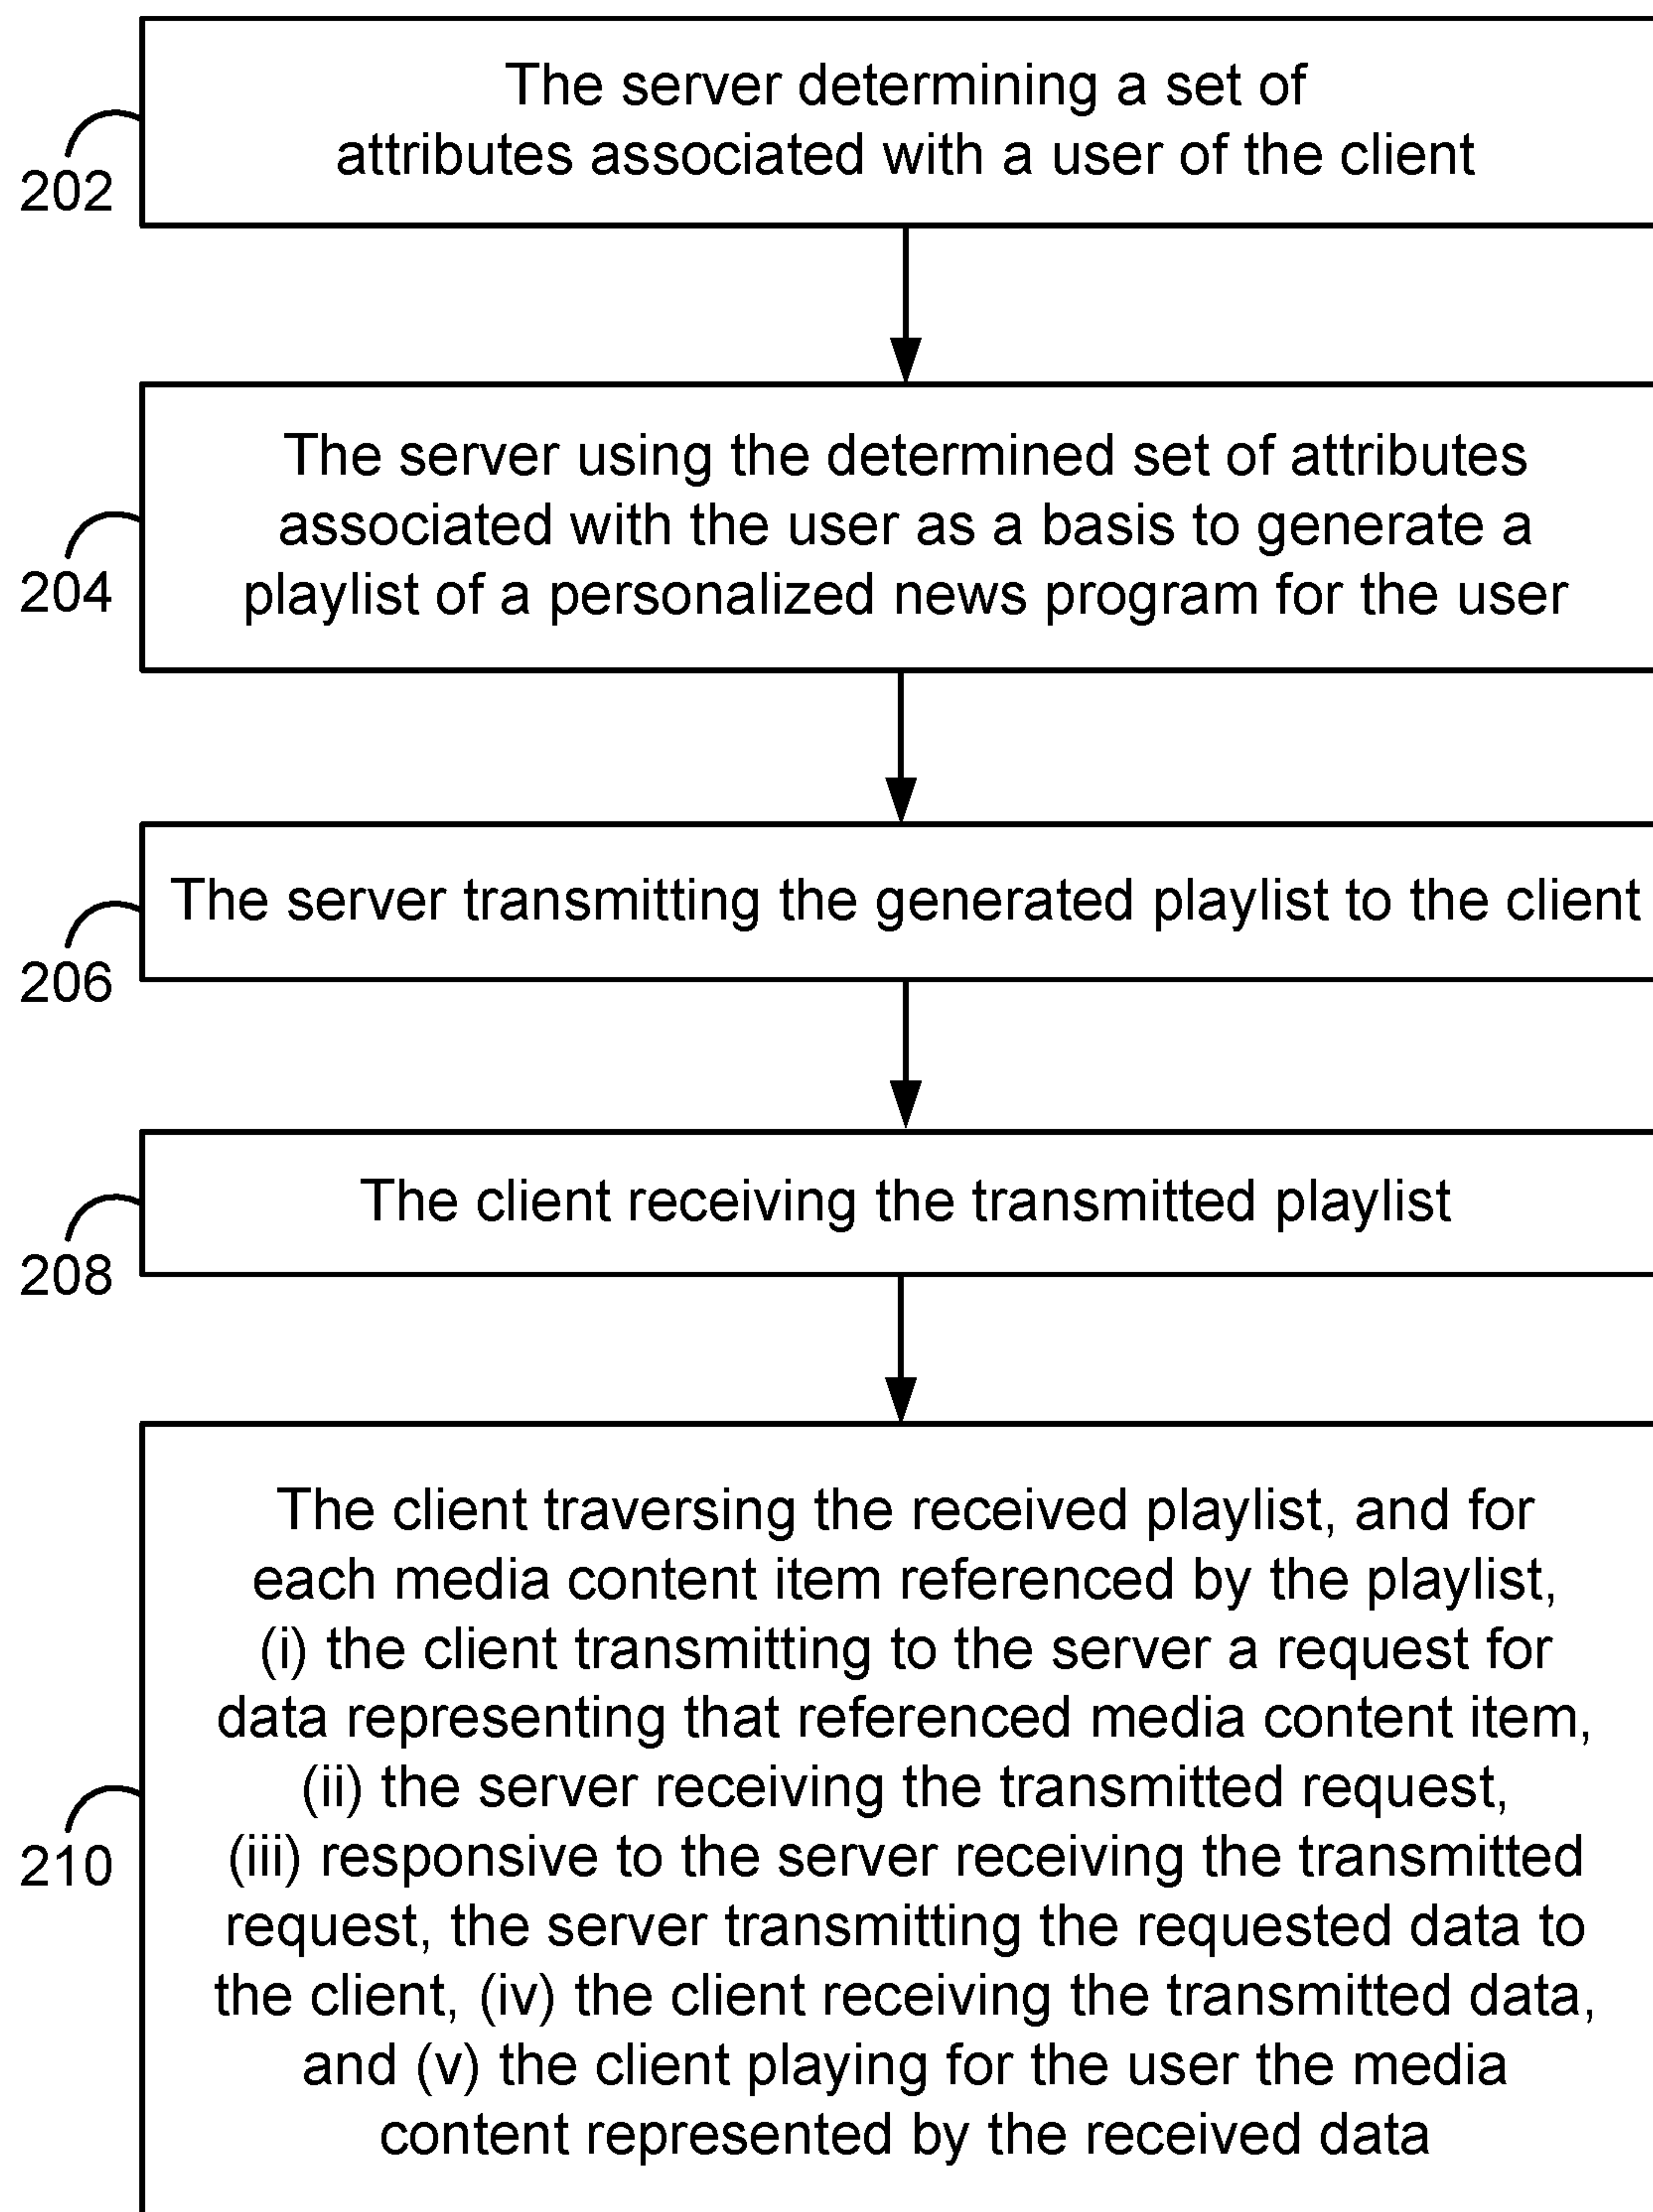 The server determining a set of
attributes associated with a user of the client
202
The server using the determined set of attributes
associated with the user as a basis to generate a
playlist of a personalized news program for the user
204
The server transmitting the generated playlist to the client
206
The client receiving the transmitted playlist
208
The client traversing the received playlist, and for
each media content item referenced by the playlist,
(i) the client transmitting to the server a request for
data representing that referenced media content item,
(ii) the server receiving the transmitted request,
(iii) responsive to the server receiving the transmitted
request, the server transmitting the requested data to
the client, (iv) the client receiving the transmitted data,
and (v) the client playing for the user the media
content represented by the received data
210